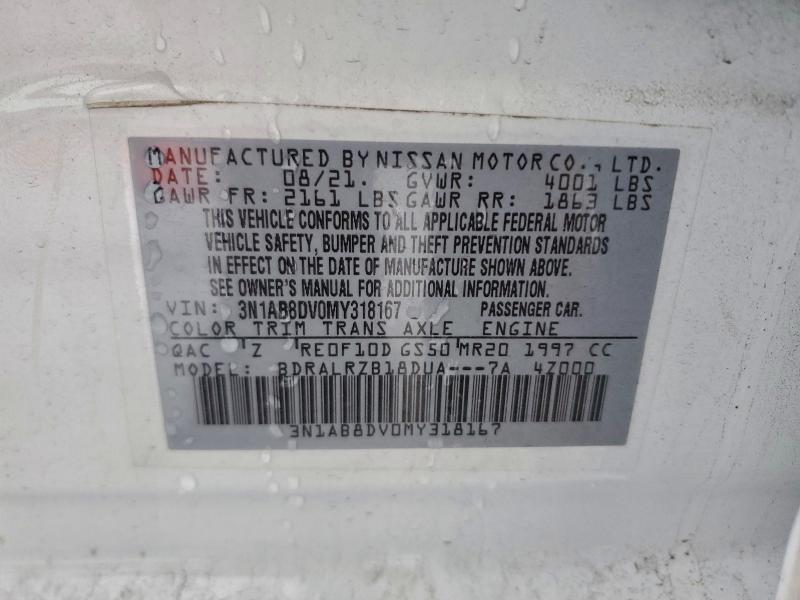 MANUFACTURED BY NISSAN MOTOR CO., LTD.
DATE: 08/21. GVWR: 4001 LBS
GAWR FR: 2161 LBS GAWR RR: 1863 LBS
THIS VEHICLE CONFORMS TO ALL APPLICABLE FEDERAL MOTOR
VEHICLE SAFETY, BUMPER AND THEFT PREVENTION STANDARDS
IN EFFECT ON THE DATE OF MANUFACTURE SHOWN ABOVE.
SEE OWNER'S MANUAL FOR ADDITIONAL INFORMATION.
VIN: 3N1AB8DV0MY318167 PASSENGER CAR.
COLOR TRIM TRANS AXLE ENGINE
QAC Z RE0F10D GS50 MR20 1997 CC
MODEL: BDRALRZB18DUA---7A 4Z000
3N1AB8DV0MY318167